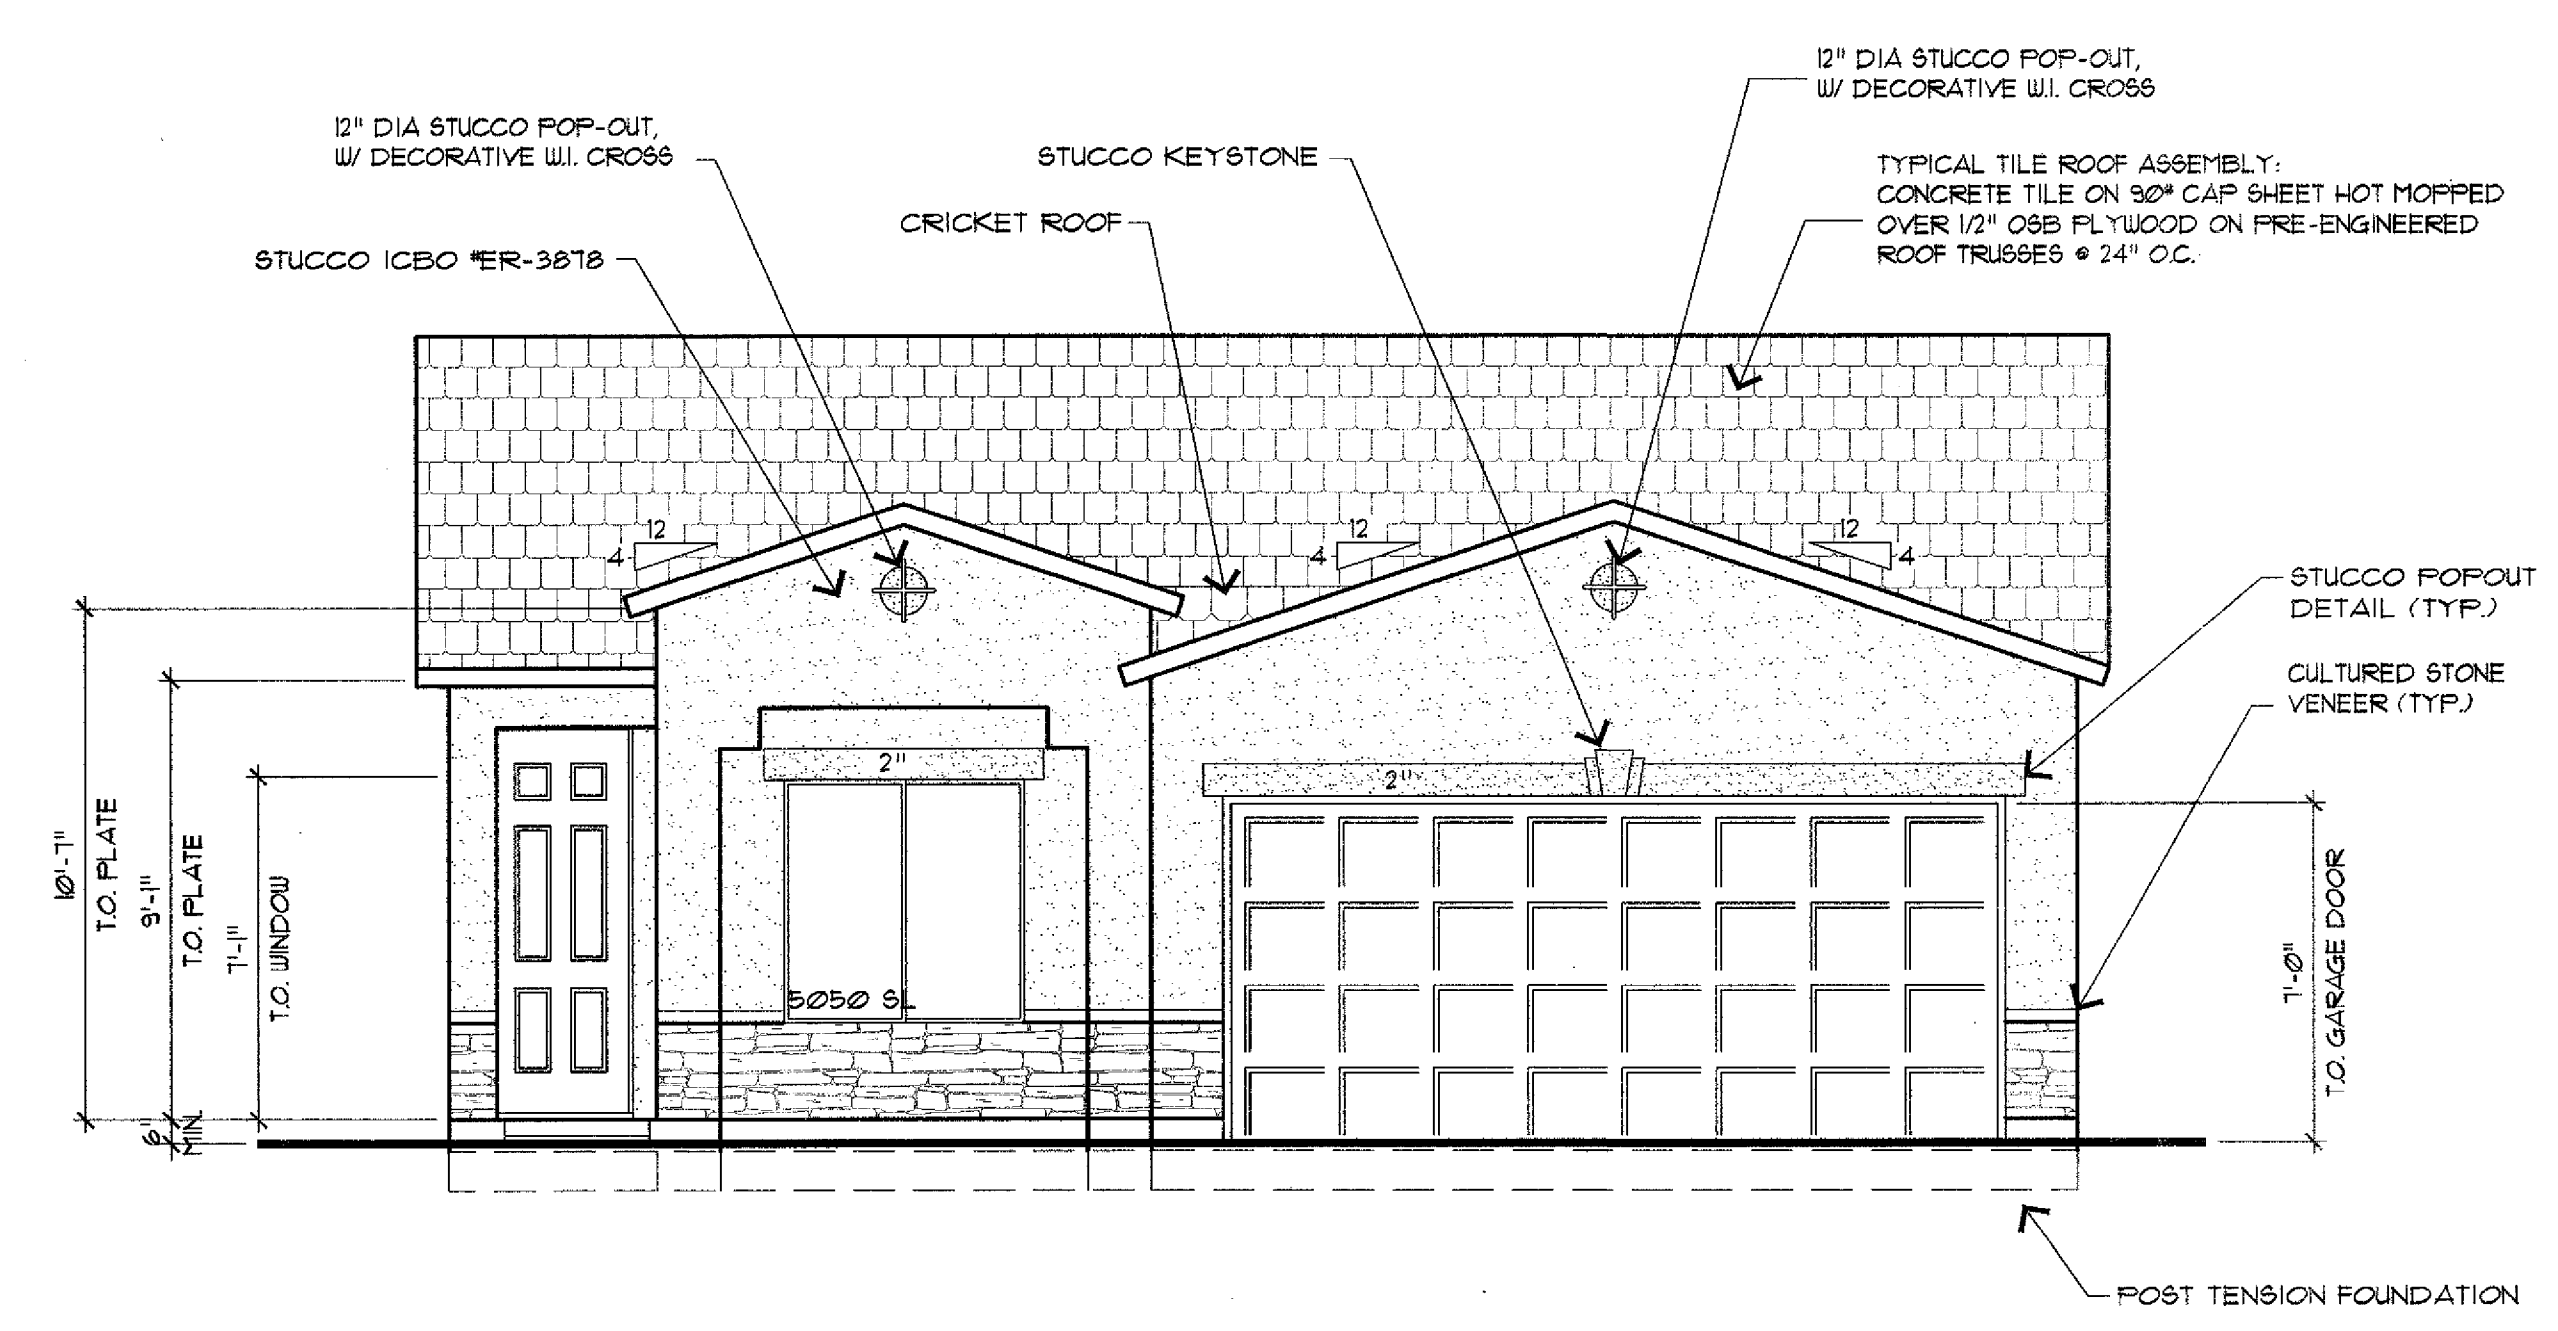 12" DIA STUCCO POP-OUT,
W/ DECORATIVE W.I. CROSS
12" DIA STUCCO POP-OUT,
W/ DECORATIVE W.I. CROSS
STUCCO KEYSTONE
TYPICAL TILE ROOF ASSEMBLY:
CONCRETE TILE ON 90# CAP SHEET HOT MOPPED
OVER 1/2" OSB PLYWOOD ON PRE-ENGINEERED
ROOF TRUSSES @ 24" O.C.
CRICKET ROOF
STUCCO ICBO #ER-3878
12
4
12
4
12
4
STUCCO POPOUT
DETAIL (TYP.)
CULTURED STONE
VENEER (TYP.)
2"
2"
5050 SL
10'-7"
T.O. PLATE
9'-1"
T.O. PLATE
7'-1"
T.O. WINDOW
6"
MIN.
7'-0"
T.O. GARAGE DOOR
POST TENSION FOUNDATION